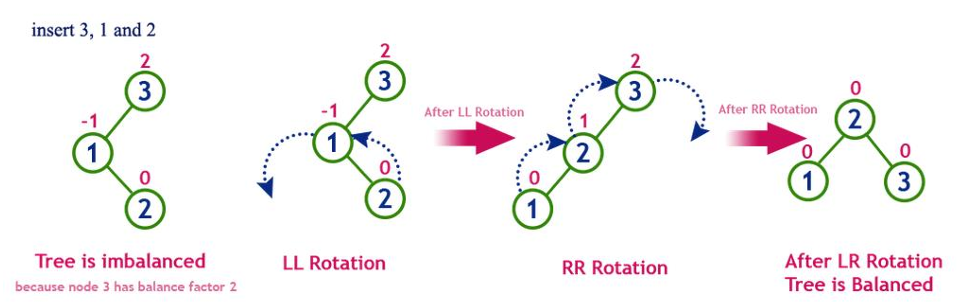 insert 3, 1 and 2
2
3
-1
1
0
2
Tree is imbalanced
because node 3 has balance factor 2
2
3
-1
1
0
2
LL Rotation
After LL Rotation
2
3
1
2
0
1
RR Rotation
After RR Rotation
0
2
0
0
1
3
After LR Rotation
Tree is Balanced